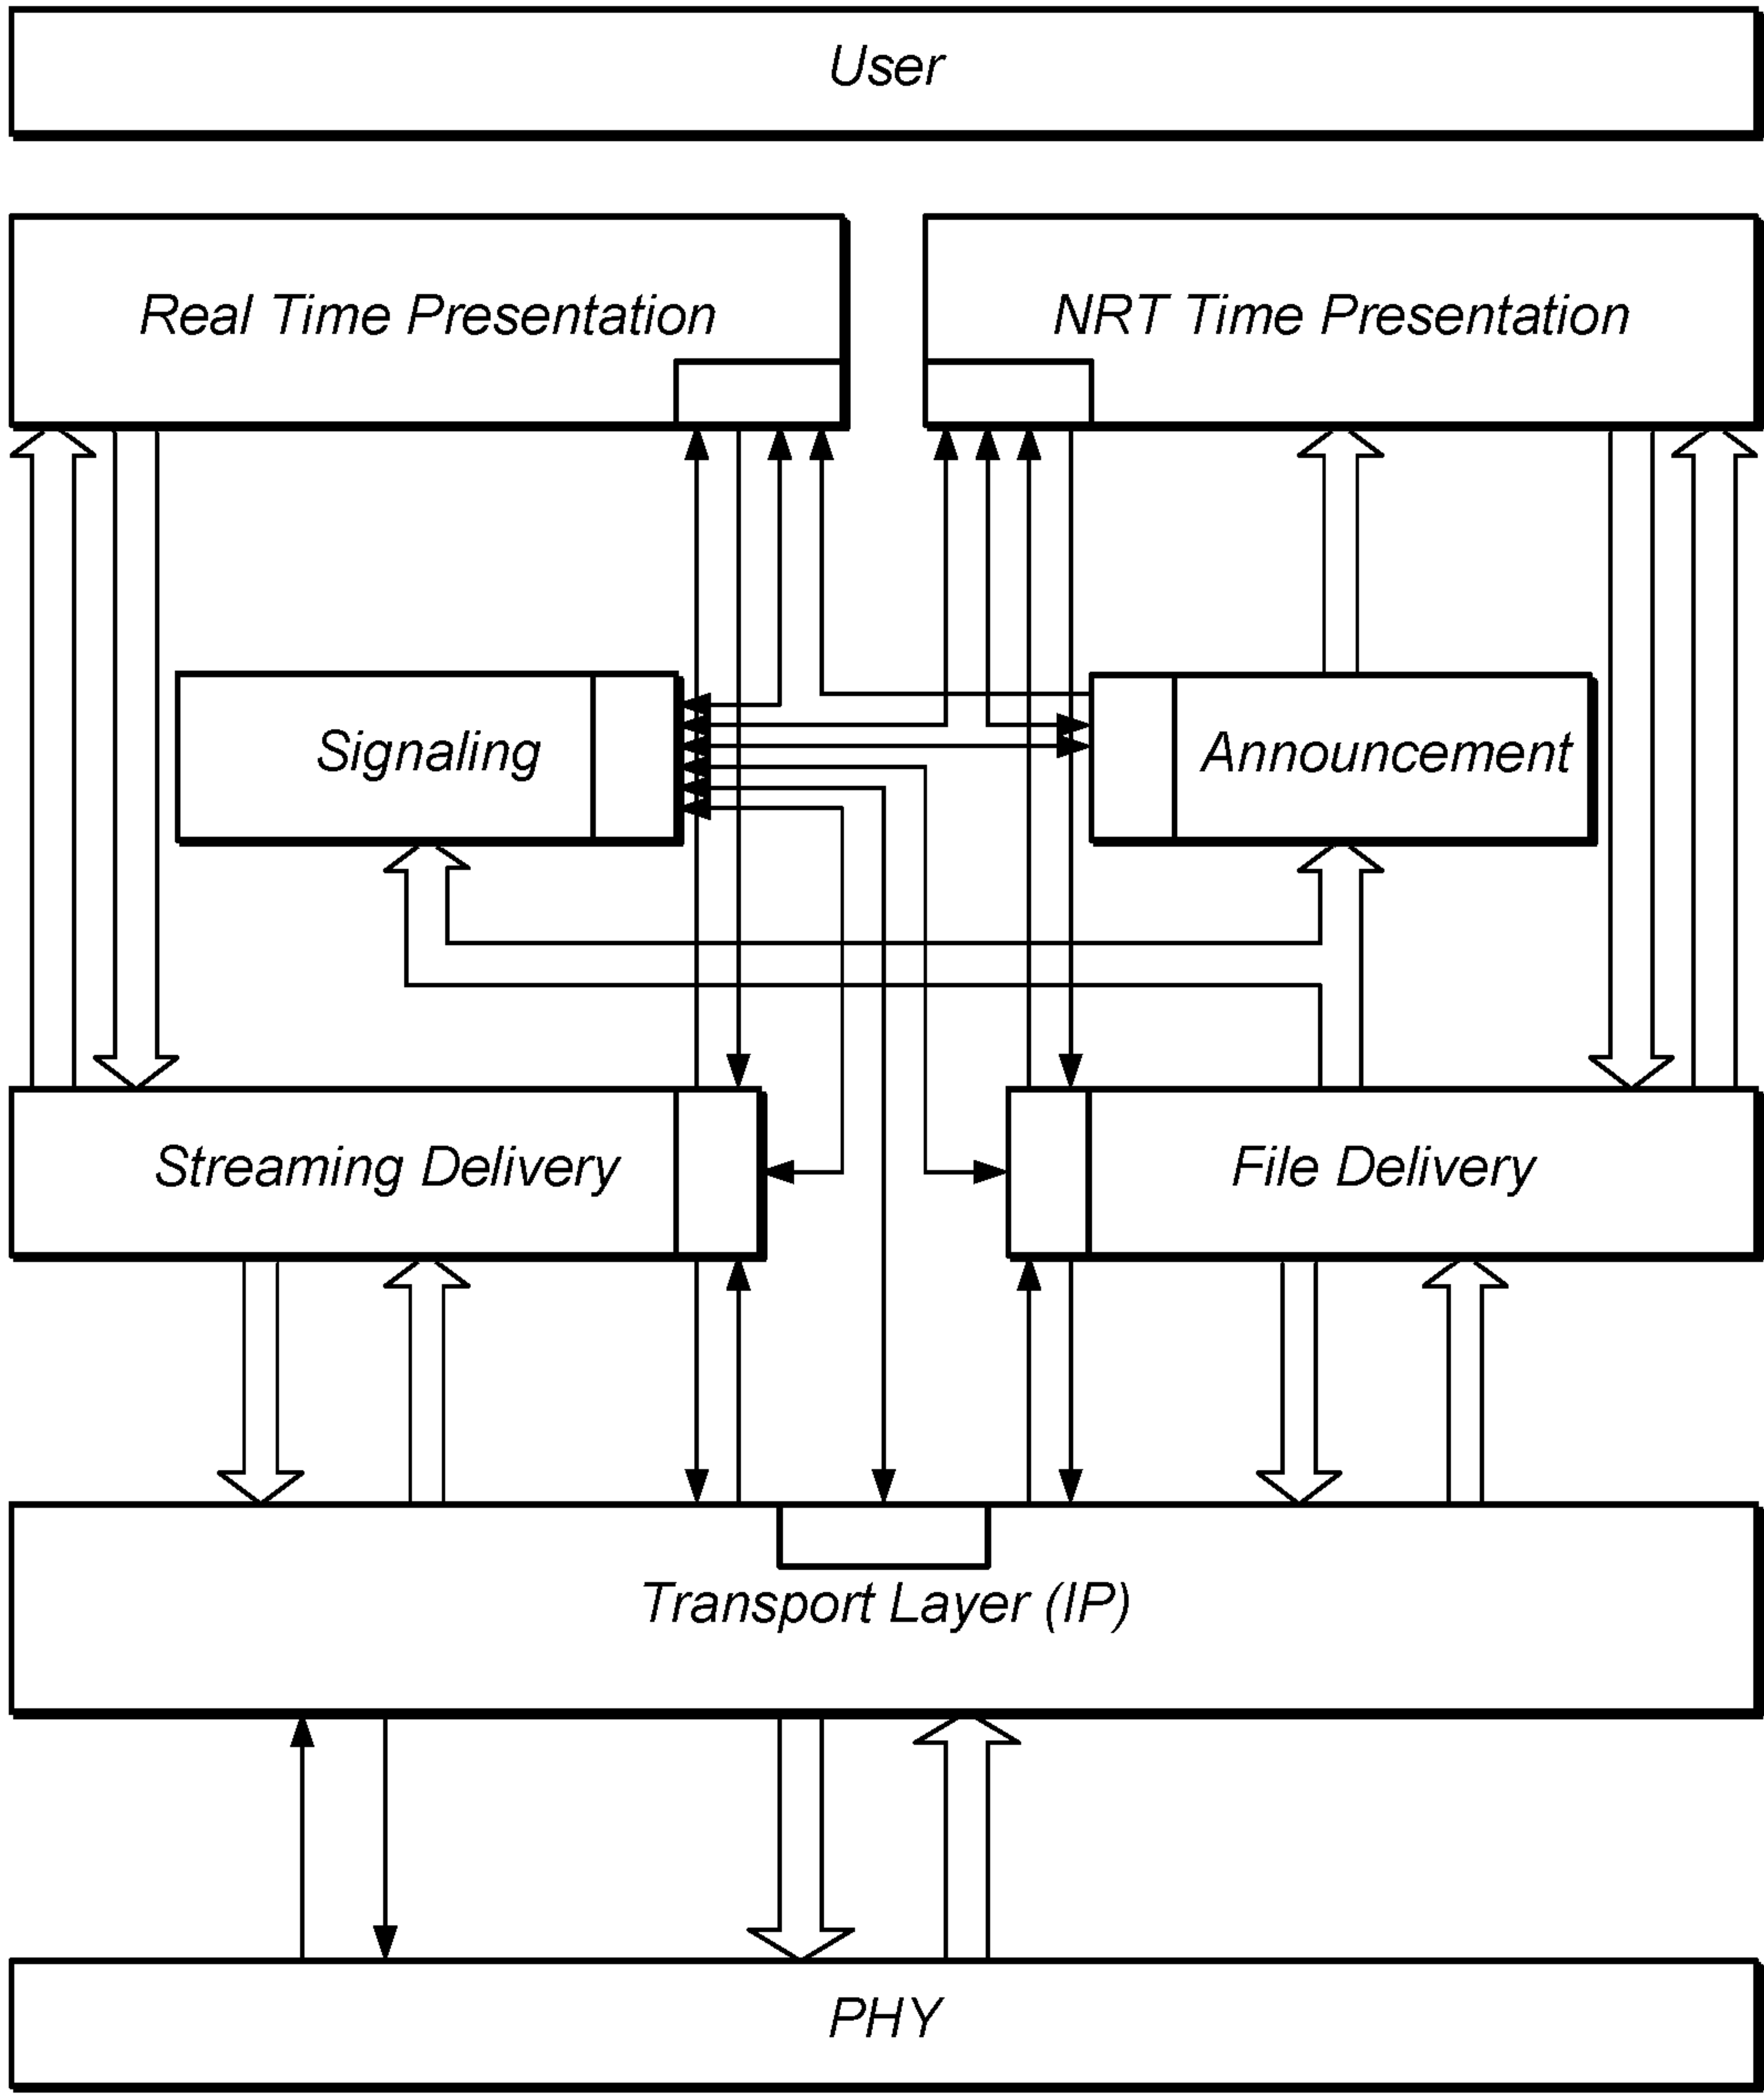 User
Real Time Presentation
NRT Time Presentation
Signaling
Announcement
Streaming Delivery
File Delivery
Transport Layer (IP)
PHY